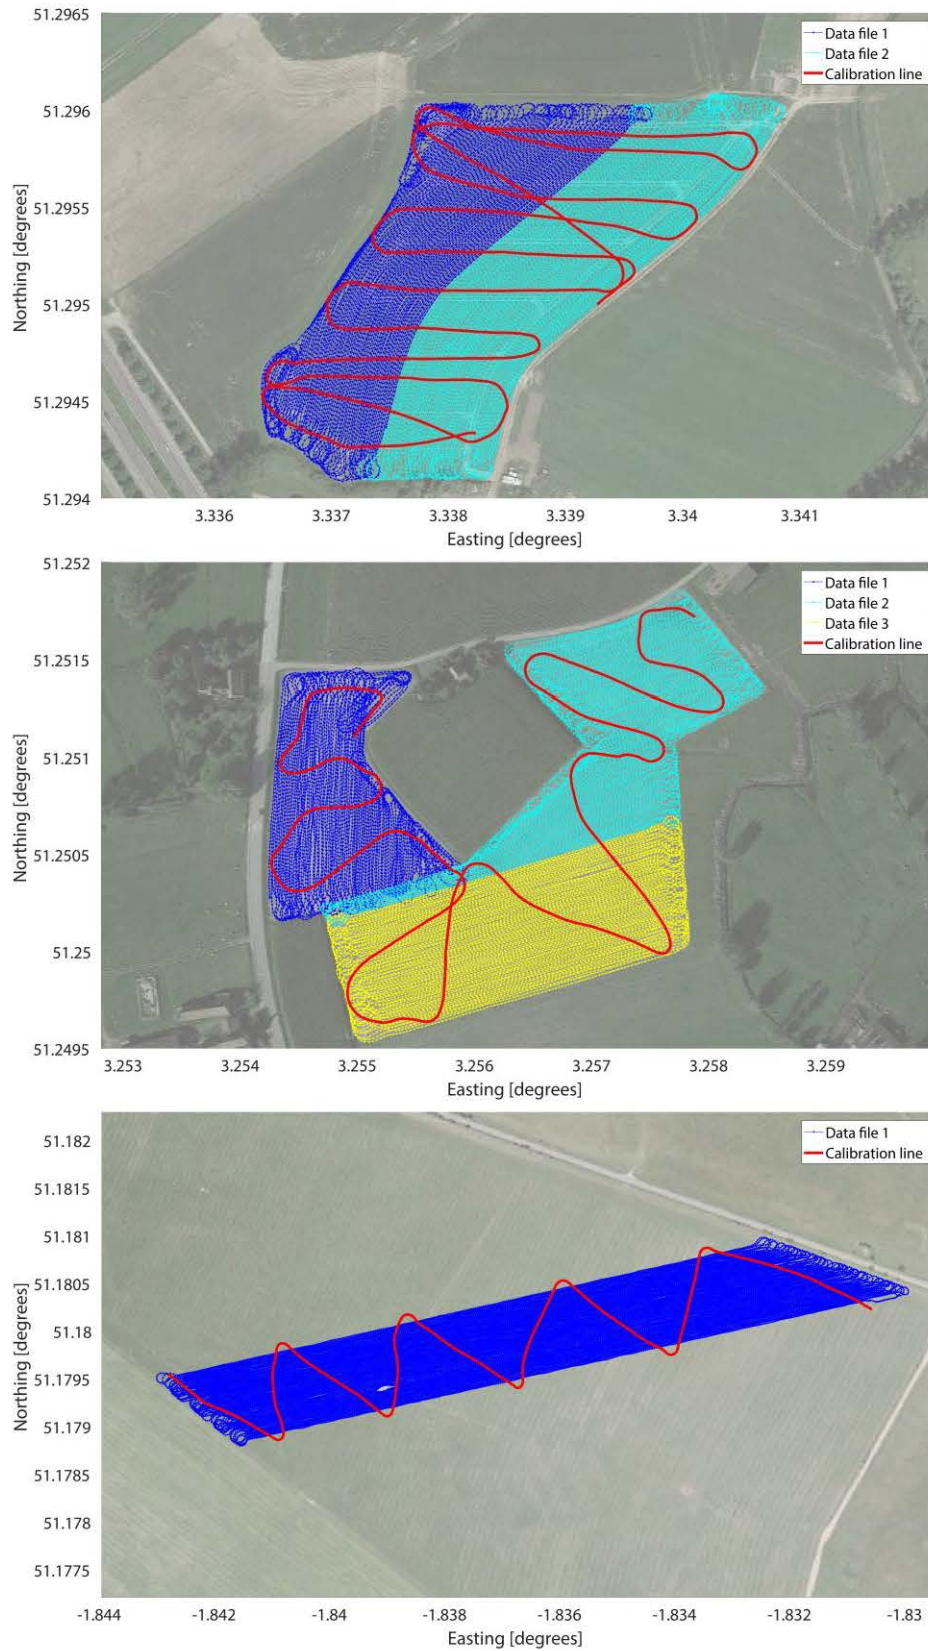 51.2965
51.296
51.2955
51.295
51.2945
51.294
Northing [degrees]
Data file 1
Data file 2
Calibration line
3.336
3.337
3.338
3.339
3.34
3.341
Easting [degrees]
51.252
51.2515
51.251
51.2505
51.25
51.2495
Northing [degrees]
Data file 1
Data file 2
Data file 3
Calibration line
3.253
3.254
3.255
3.256
3.257
3.258
3.259
Easting [degrees]
51.182
51.1815
51.181
51.1805
51.18
51.1795
51.179
51.1785
51.178
51.1775
Northing [degrees]
Data file 1
Calibration line
-1.844
-1.842
-1.84
-1.838
-1.836
-1.834
-1.832
-1.83
Easting [degrees]